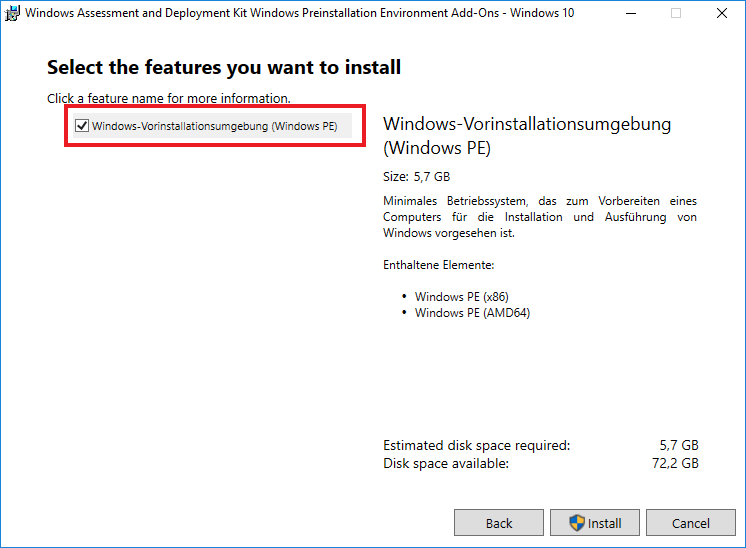 Windows Assessment and Deployment Kit Windows Preinstallation Environment Add-Ons - Windows 10
Select the features you want to install
Click a feature name for more information.
Windows-Vorinstallationsumgebung (Windows PE)
Windows-Vorinstallationsumgebung
(Windows PE)
Size: 5,7 GB
Minimales Betriebssystem, das zum Vorbereiten eines
Computers für die Installation und Ausführung von
Windows vorgesehen ist.
Enthaltene Elemente:
• Windows PE (x86)
• Windows PE (AMD64)
Estimated disk space required: 5,7 GB
Disk space available: 72,2 GB
Back Install Cancel